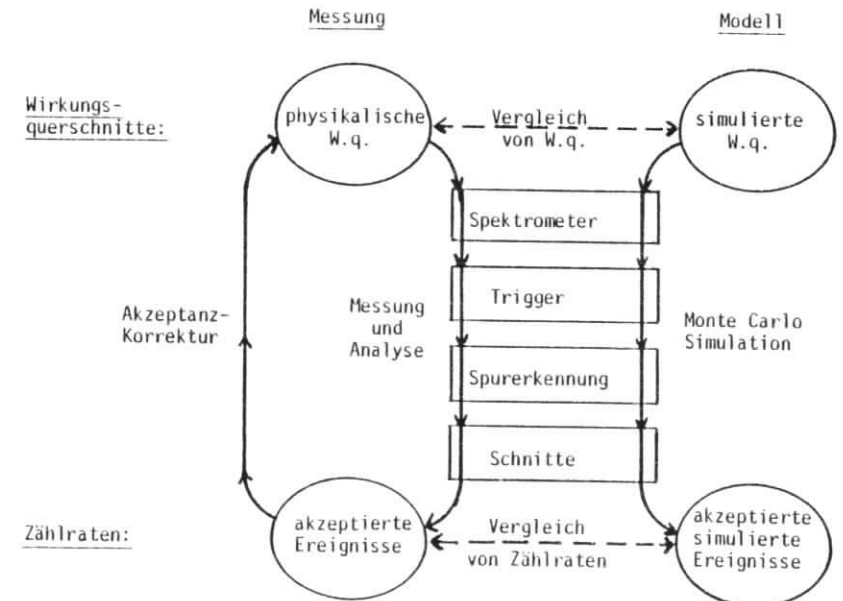 Messung
Modell
Wirkungs-
querschnitte:
physikalische
W.q.
Vergleich
von W.q.
simulierte
W.q.
Spektrometer
Trigger
Spurerkennung
Schnitte
Akzeptanz-
Korrektur
Messung
und
Analyse
Monte Carlo
Simulation
Zählraten:
akzeptierte
Ereignisse
Vergleich
von Zählraten
akzeptierte
simulierte
Ereignisse